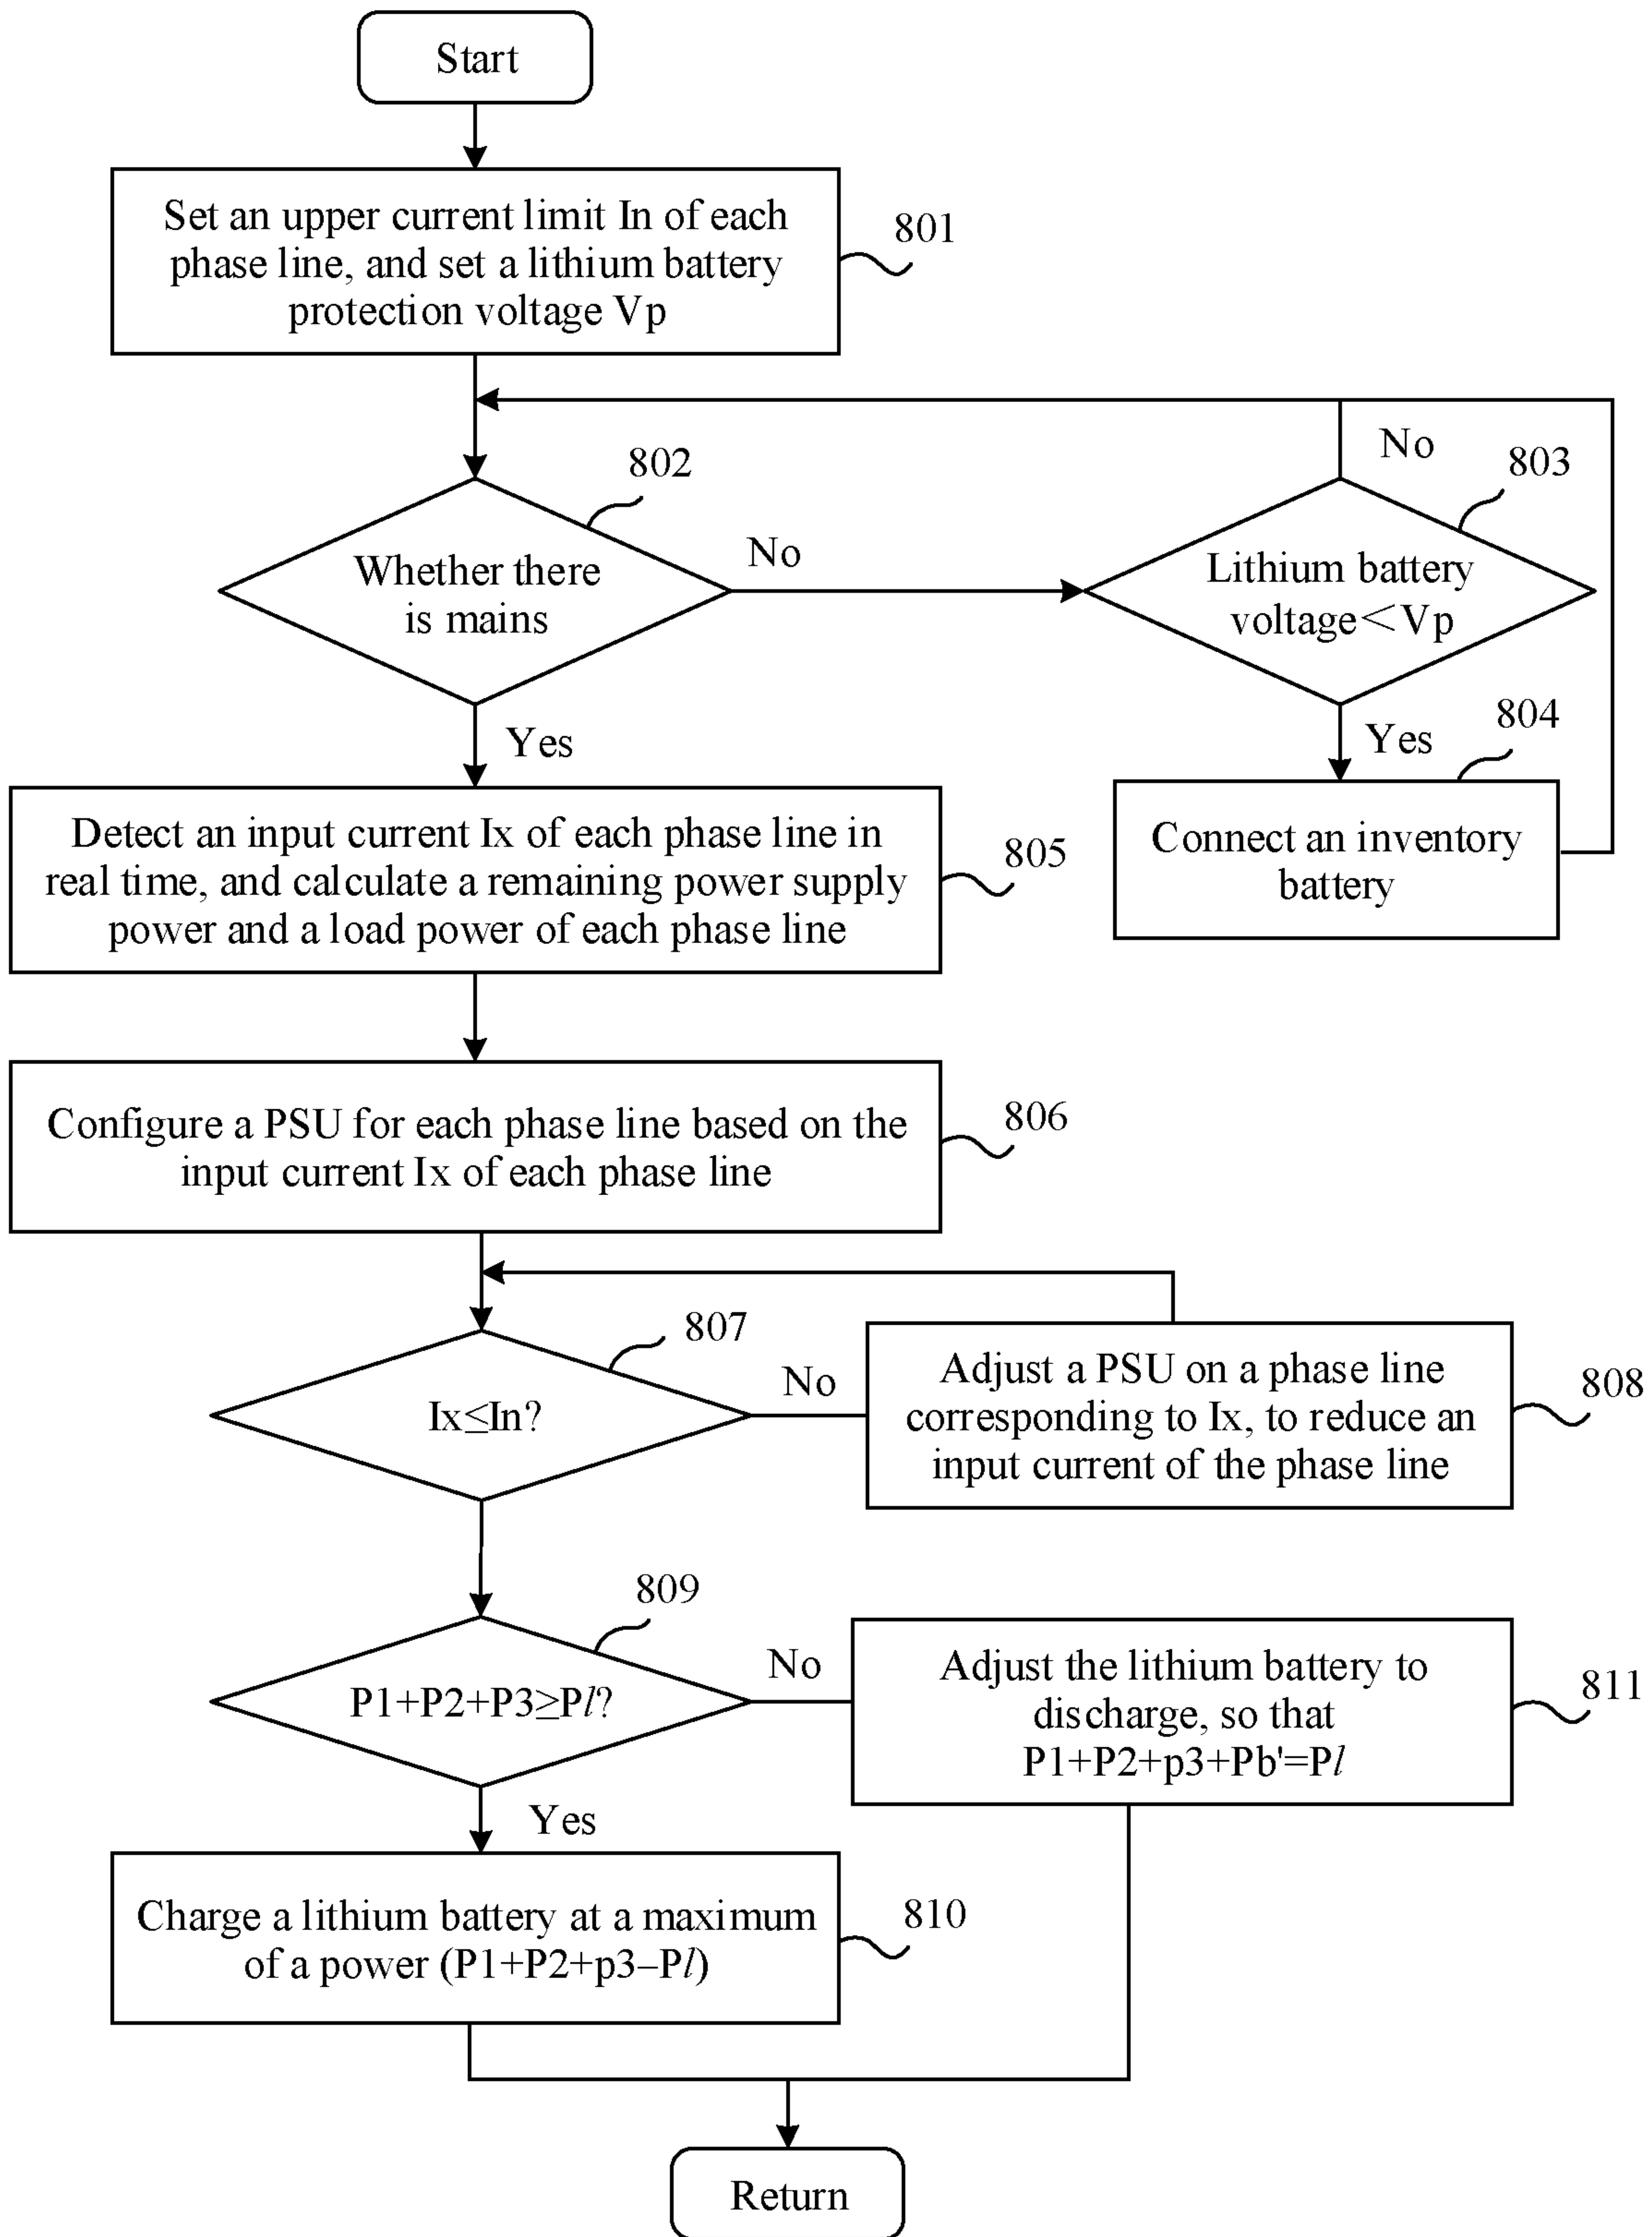 Start
Set an upper current limit In of each
phase line, and set a lithium battery
protection voltage Vp
801
802
Whether there
is mains
No
No
803
Lithium battery
voltage<Vp
Yes
Yes
804
Connect an inventory
battery
Detect an input current Ix of each phase line in
real time, and calculate a remaining power supply
power and a load power of each phase line
805
Configure a PSU for each phase line based on the
input current Ix of each phase line
806
807
Ix≤In?
No
Adjust a PSU on a phase line
corresponding to Ix, to reduce an
input current of the phase line
808
809
P1+P2+P3≥Pl?
No
Adjust the lithium battery to
discharge, so that
P1+P2+p3+Pb'=Pl
811
Yes
Charge a lithium battery at a maximum
of a power (P1+P2+p3–Pl)
810
Return